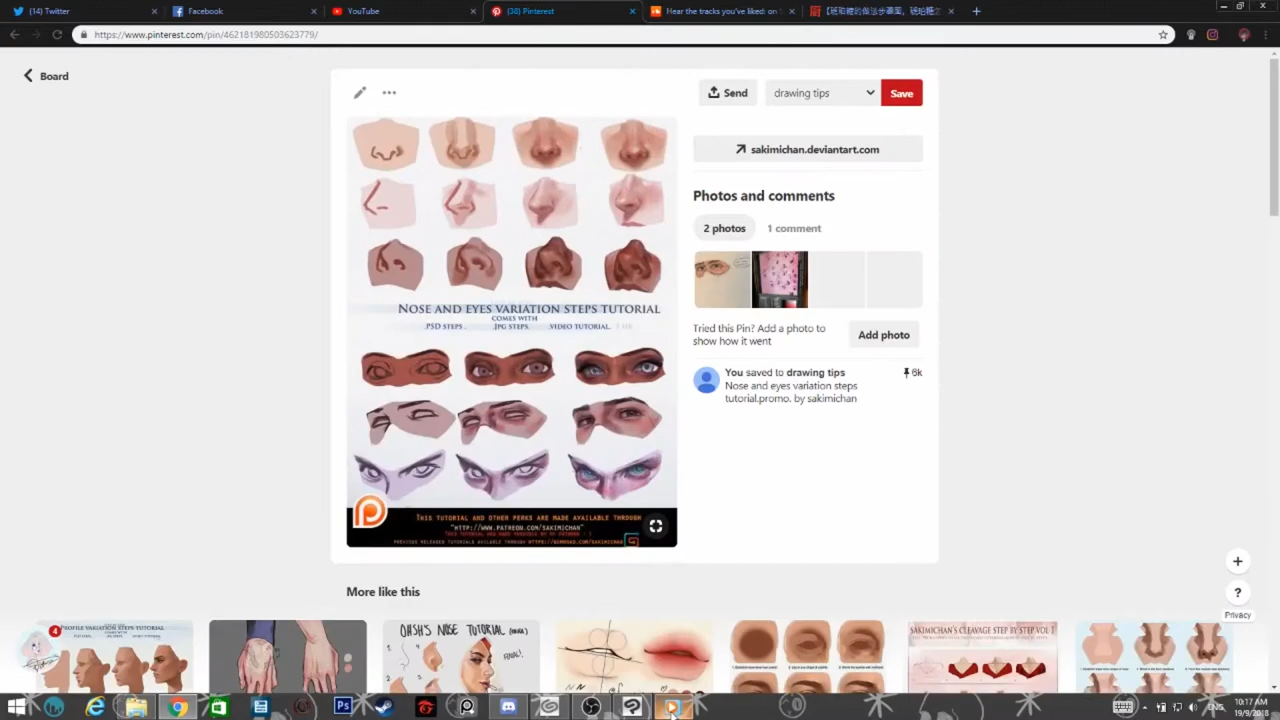 (14) Twitter
Facebook
YouTube
(30) Pinterest
Hear the tracks you've liked: on
https://www.pinterest.com/pin/462181980503623779/
Board
Send
drawing tips
Save
sakimichan.deviantart.com
Photos and comments
2 photos
1 comment
Tried this Pin? Add a photo to
show how it went
Add photo
You saved to drawing tips
6k
Nose and eyes variation steps
tutorial.promo. by sakimichan
Nose and eyes variation steps tutorial
comes with
.PSD steps .
.Jpg steps.
.video tutorial.
This tutorial and other perks are made available through
"http://www.patreon.com/sakimichan"
More like this
Privacy
4
Profile variation steps tutorial
OHSH'S NOSE TUTORIAL
FINAL!
Sakimichan's cleavage step by step vol 1
Ps
ENG
10:17 AM
19/9/2018